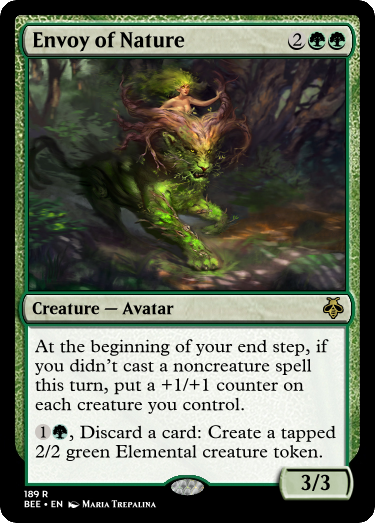 Envoy of Nature 2
Creature — Avatar
At the beginning of your end step, if
you didn't cast a noncreature spell
this turn, put a +1/+1 counter on
each creature you control.
1, Discard a card: Create a tapped
2/2 green Elemental creature token.
3/3
189 R
BEE • EN Maria Trepalina